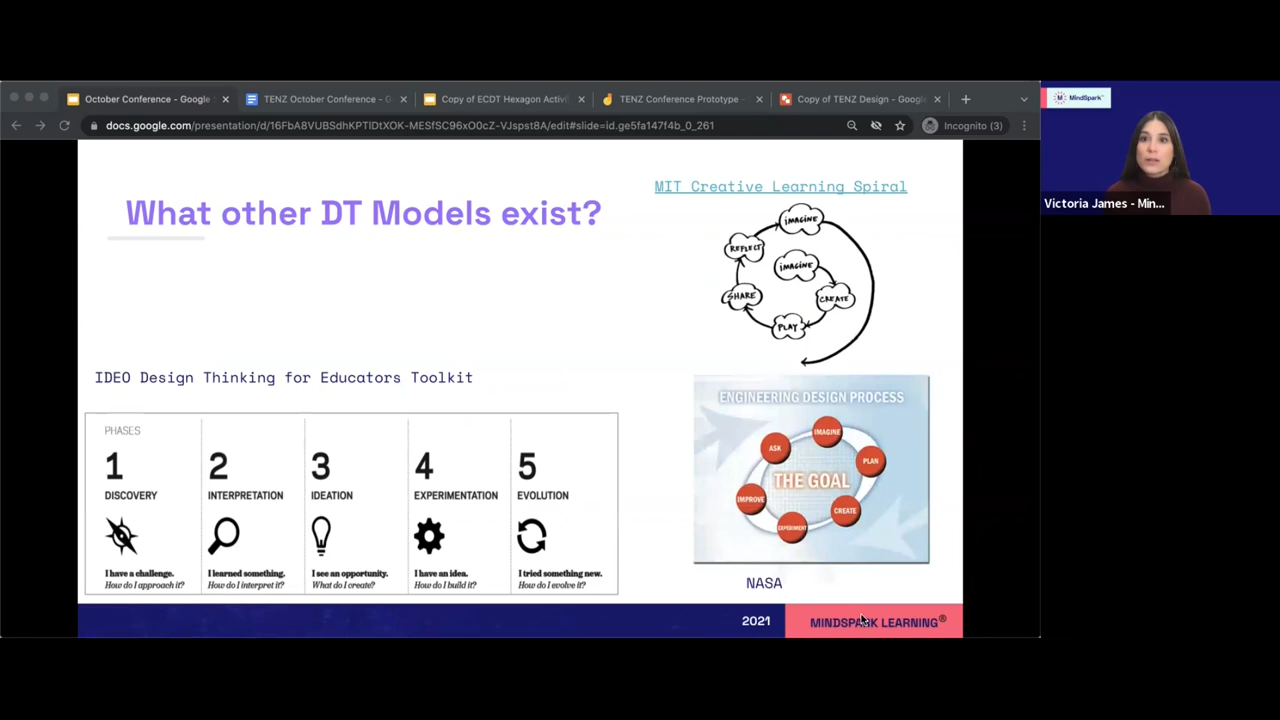 October Conference - Google
TENZ October Conference - G
Copy of ECDT Hexagon Activi
TENZ Conference Prototype -
Copy of TENZ Design - Google
docs.google.com/presentation/d/16FbA8VUBSdhKPTlDtXOK-MESfSC96xO0cZ-VJspst8A/edit#slide=id.ge5fa147f4b_0_261
Incognito (3)
MindSpark
Victoria James - Min...
What other DT Models exist?
MIT Creative Learning Spiral
IMAGINE
REFLECT
IMAGINE
SHARE
CREATE
PLAY
IDEO Design Thinking for Educators Toolkit
PHASES
1 2 3 4 5
DISCOVERY INTERPRETATION IDEATION EXPERIMENTATION EVOLUTION
I have a challenge. I learned something. I see an opportunity. I have an idea. I tried something new.
How do I approach it? How do I interpret it? What do I create? How do I build it? How do I evolve it?
ENGINEERING DESIGN PROCESS
IMAGINE
ASK
PLAN
THE GOAL
IMPROVE
CREATE
EXPERIMENT
NASA
2021
MINDSPARK LEARNING®